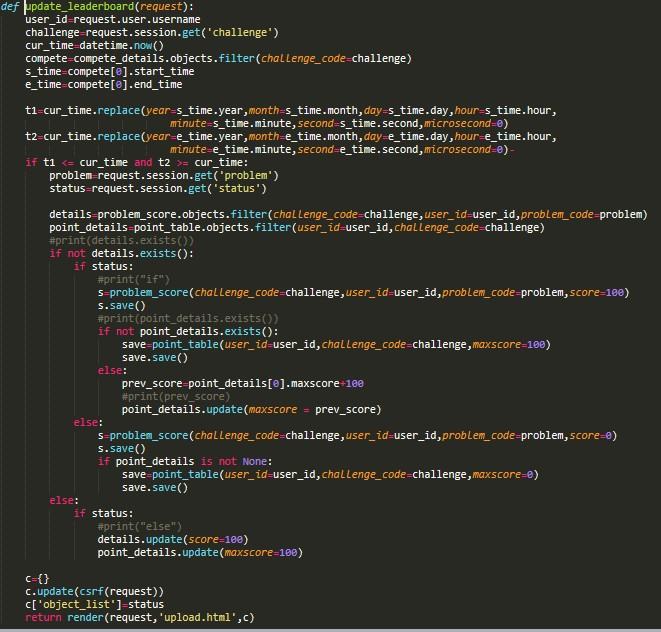 def update_leaderboard(request):
    user_id=request.user.username
    challenge=request.session.get('challenge')
    cur_time=datetime.now()
    compete=compete_details.objects.filter(challenge_code=challenge)
    s_time=compete[0].start_time
    e_time=compete[0].end_time

    t1=cur_time.replace(year=s_time.year,month=s_time.month,day=s_time.day,hour=s_time.hour,
                        minute=s_time.minute,second=s_time.second,microsecond=0)
    t2=cur_time.replace(year=e_time.year,month=e_time.month,day=e_time.day,hour=e_time.hour,
                        minute=e_time.minute,second=e_time.second,microsecond=0)-
    if t1 <= cur_time and t2 >= cur_time:
        problem=request.session.get('problem')
        status=request.session.get('status')

        details=problem_score.objects.filter(challenge_code=challenge,user_id=user_id,problem_code=problem)
        point_details=point_table.objects.filter(user_id=user_id,challenge_code=challenge)
        #print(details.exists())
        if not details.exists():
            if status:
                #print("if")
                s=problem_score(challenge_code=challenge,user_id=user_id,problem_code=problem,score=100)
                s.save()
                #print(point_details.exists())
                if not point_details.exists():
                    save=point_table(user_id=user_id,challenge_code=challenge,maxscore=100)
                    save.save()
                else:
                    prev_score=point_details[0].maxscore+100
                    #print(prev_score)
                    point_details.update(maxscore = prev_score)
            else:
                s=problem_score(challenge_code=challenge,user_id=user_id,problem_code=problem,score=0)
                s.save()
                if point_details is not None:
                    save=point_table(user_id=user_id,challenge_code=challenge,maxscore=0)
                    save.save()
        else:
            if status:
                #print("else")
                details.update(score=100)
                point_details.update(maxscore=100)

    c={}
    c.update(csrf(request))
    c['object_list']=status
    return render(request,'upload.html',c)